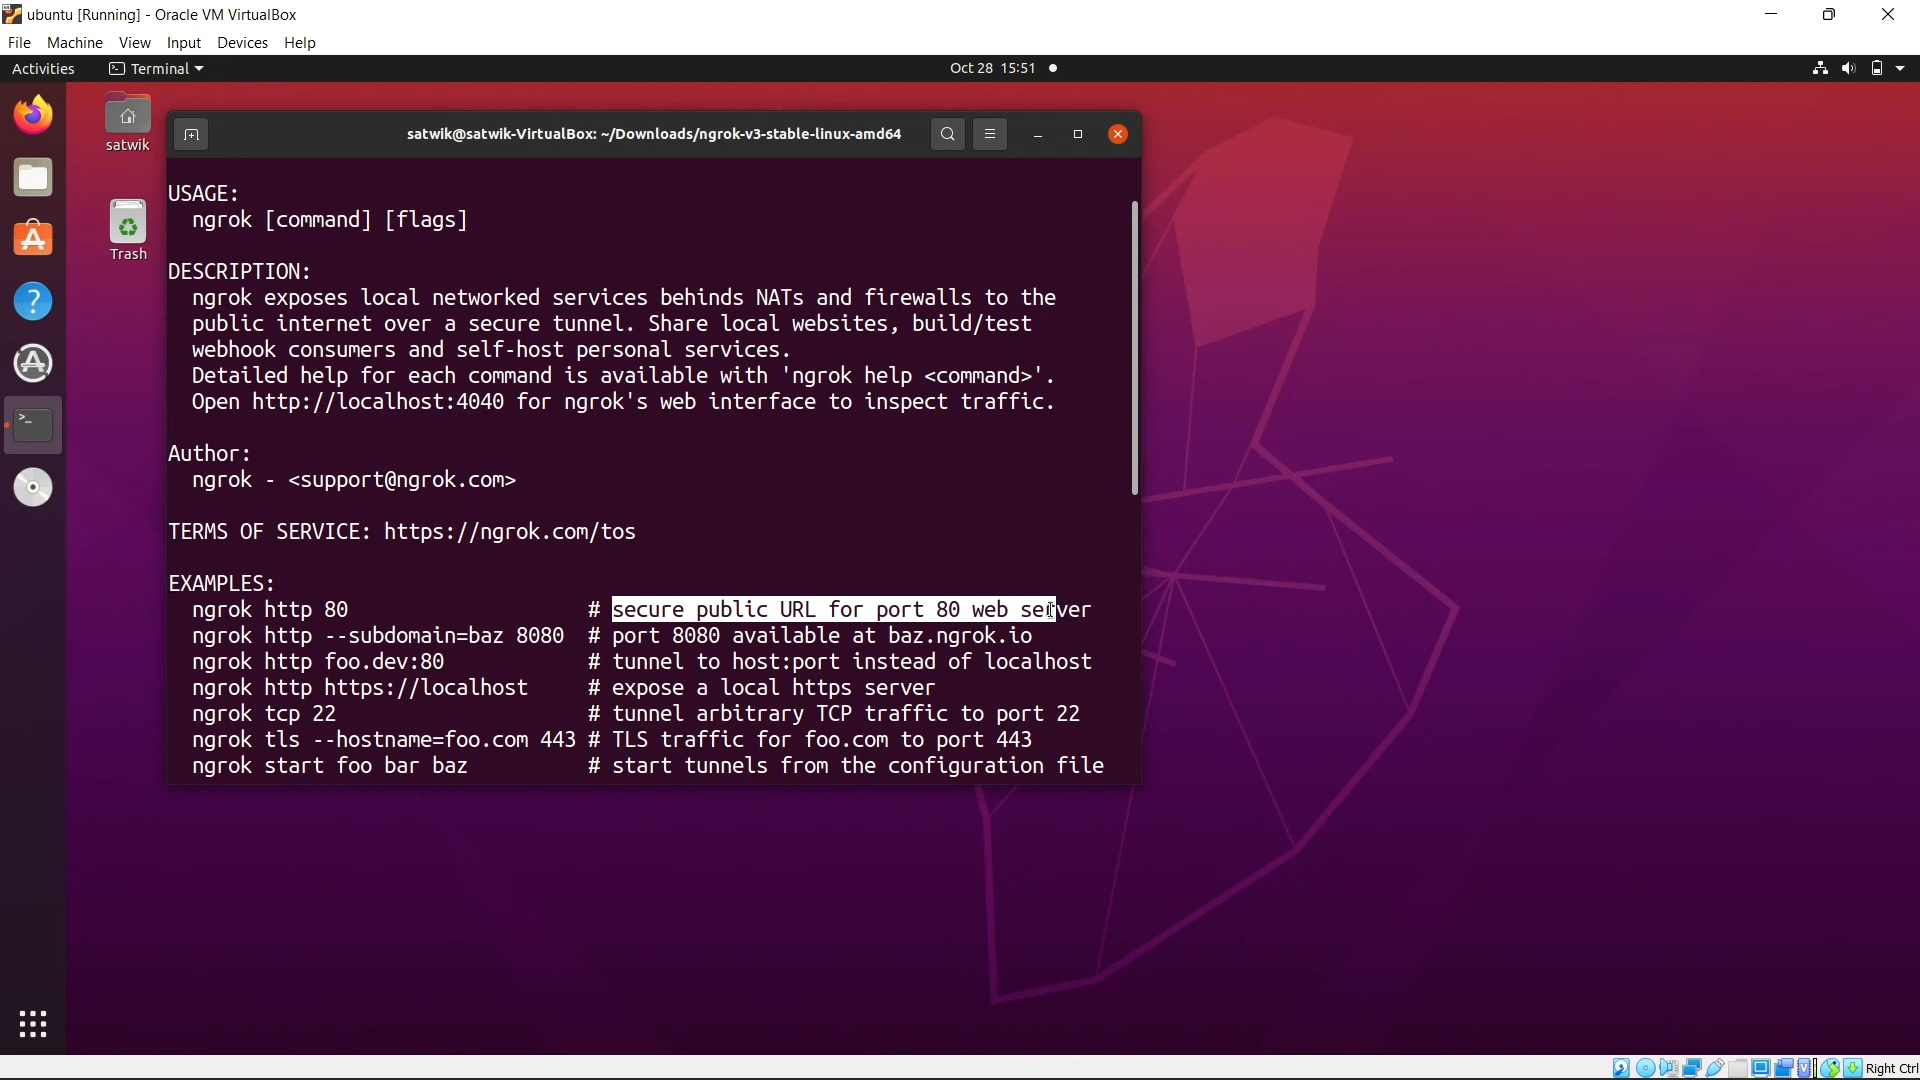 ubuntu [Running] - Oracle VM VirtualBox
File Machine View Input Devices Help
Activities Terminal Oct 28 15:51
satwik
Trash
satwik@satwik-VirtualBox: ~/Downloads/ngrok-v3-stable-linux-amd64
USAGE:
ngrok [command] [flags]
DESCRIPTION:
ngrok exposes local networked services behinds NATs and firewalls to the
public internet over a secure tunnel. Share local websites, build/test
webhook consumers and self-host personal services.
Detailed help for each command is available with 'ngrok help <command>'.
Open http://localhost:4040 for ngrok's web interface to inspect traffic.
Author:
ngrok - <support@ngrok.com>
TERMS OF SERVICE: https://ngrok.com/tos
EXAMPLES:
ngrok http 80 # secure public URL for port 80 web server
ngrok http --subdomain=baz 8080 # port 8080 available at baz.ngrok.io
ngrok http foo.dev:80 # tunnel to host:port instead of localhost
ngrok http https://localhost # expose a local https server
ngrok tcp 22 # tunnel arbitrary TCP traffic to port 22
ngrok tls --hostname=foo.com 443 # TLS traffic for foo.com to port 443
ngrok start foo bar baz # start tunnels from the configuration file
Right Ctrl